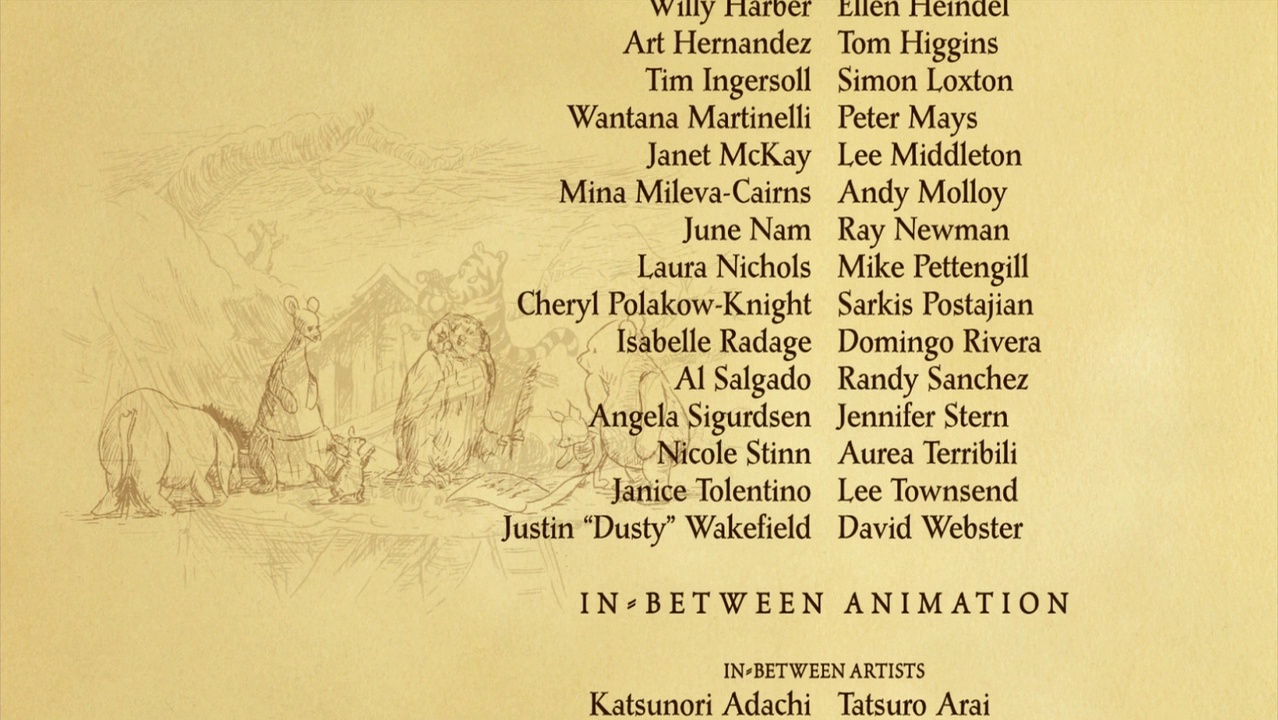 Willy Harber Ellen Heindel
Art Hernandez Tom Higgins
Tim Ingersoll Simon Loxton
Wantana Martinelli Peter Mays
Janet McKay Lee Middleton
Mina Mileva-Cairns Andy Molloy
June Nam Ray Newman
Laura Nichols Mike Pettengill
Cheryl Polakow-Knight Sarkis Postajian
Isabelle Radage Domingo Rivera
Al Salgado Randy Sanchez
Angela Sigurdsen Jennifer Stern
Nicole Stinn Aurea Terribili
Janice Tolentino Lee Townsend
Justin “Dusty” Wakefield David Webster
IN-BETWEEN ANIMATION
IN-BETWEEN ARTISTS
Katsunori Adachi Tatsuro Arai